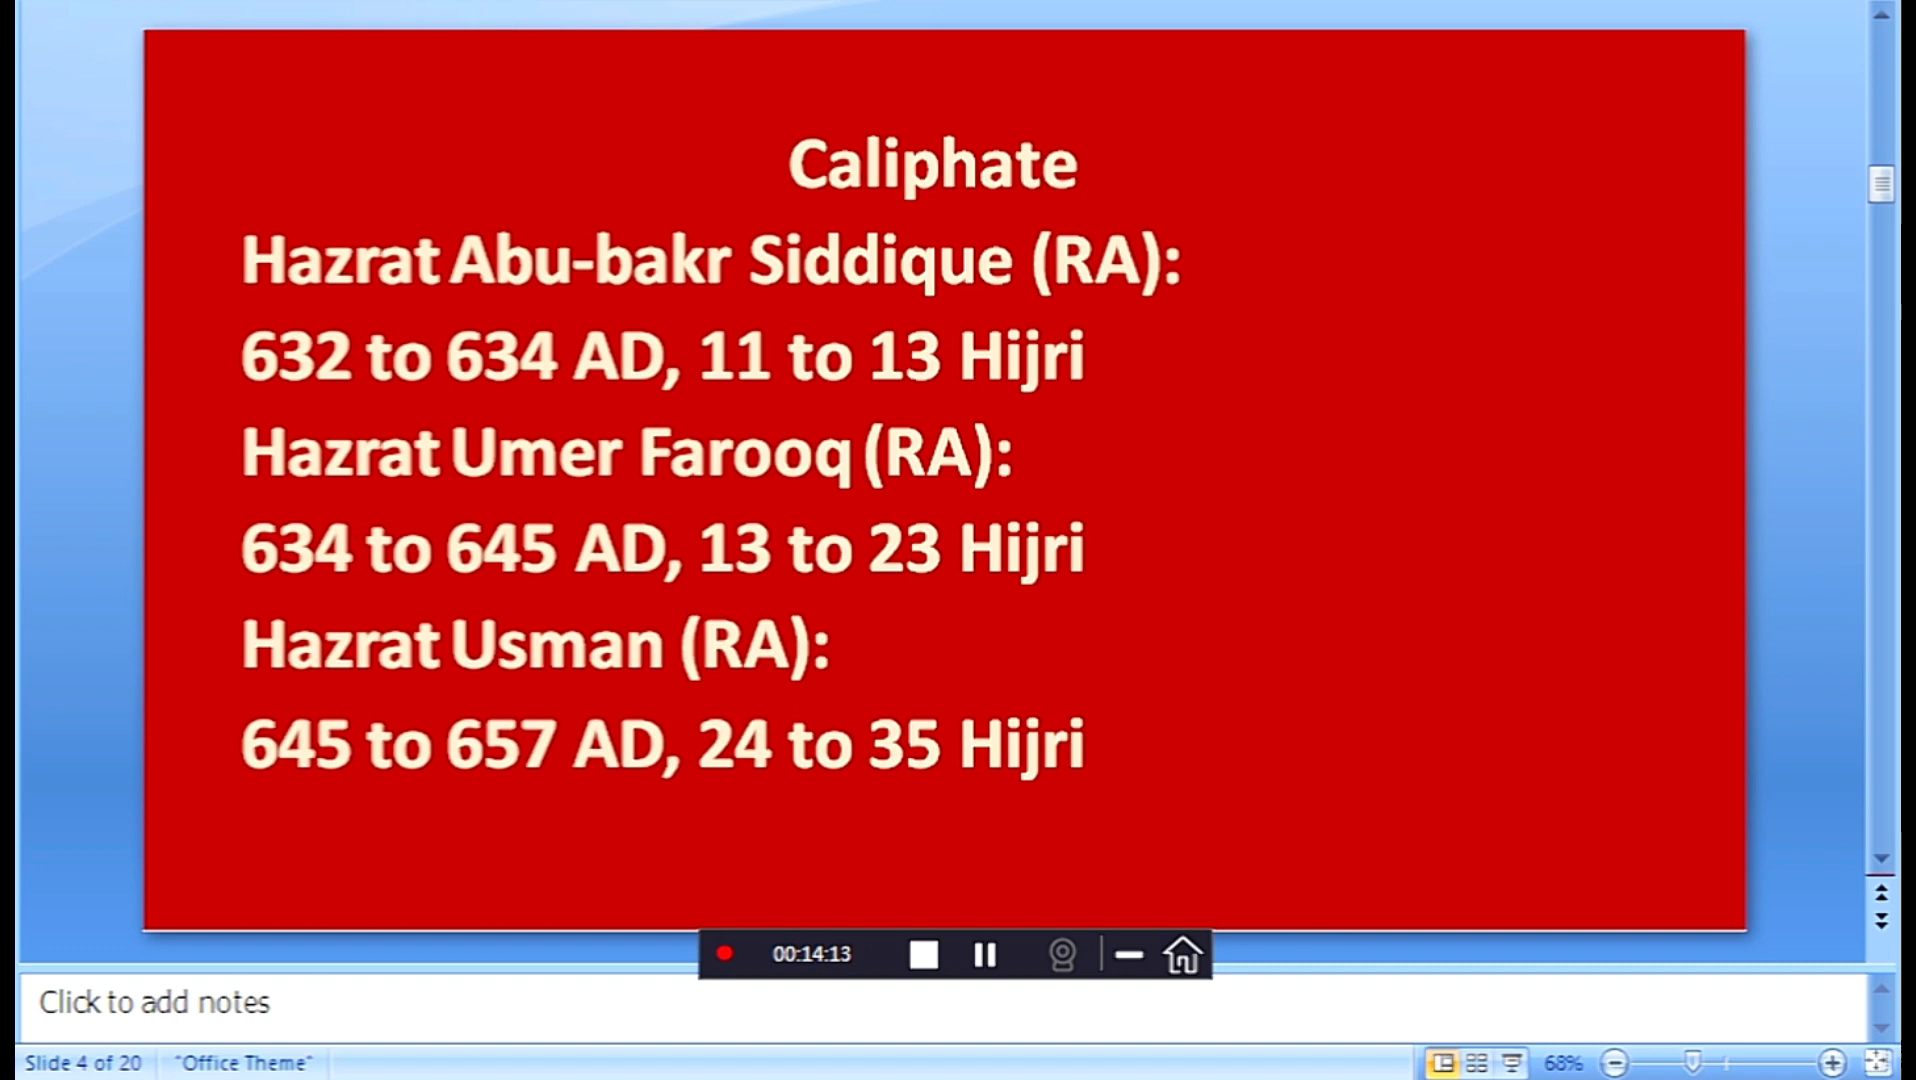 Caliphate
Hazrat Abu-bakr Siddique (RA):
632 to 634 AD, 11 to 13 Hijri
Hazrat Umer Farooq (RA):
634 to 645 AD, 13 to 23 Hijri
Hazrat Usman (RA):
645 to 657 AD, 24 to 35 Hijri
00:14:13
Click to add notes
Slide 4 of 20 "Office Theme" 68%